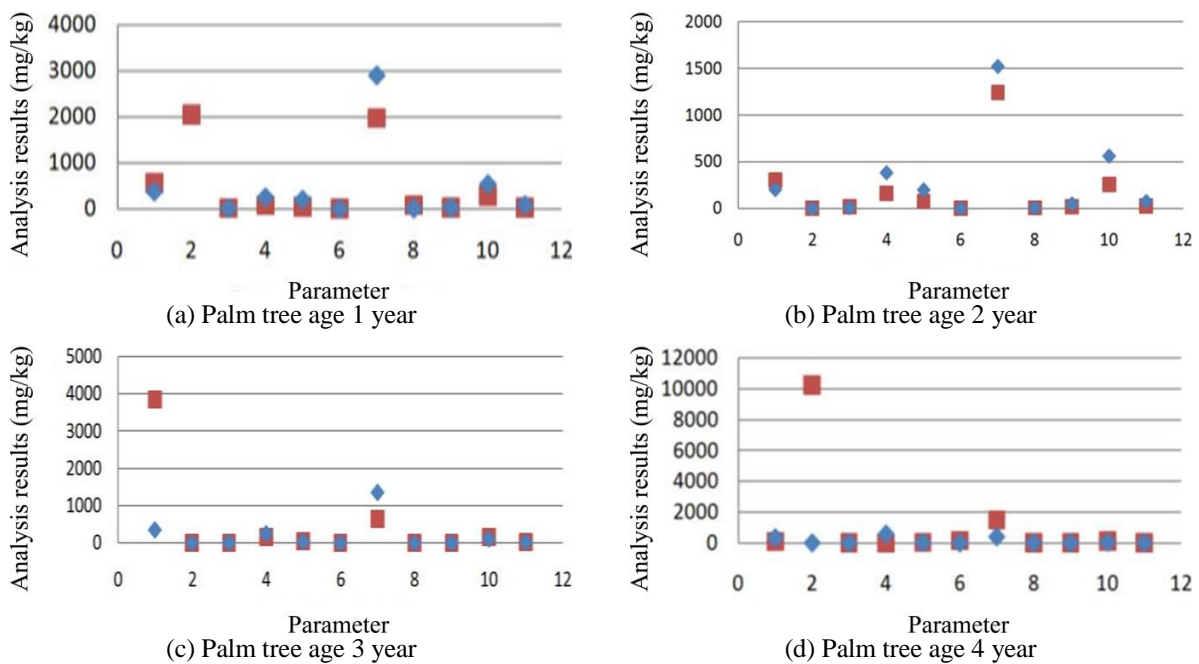 Analysis results (mg/kg)
4000
3000
2000
1000
0
0 2 4 6 8 10 12
Parameter
(a) Palm tree age 1 year
Analysis results (mg/kg)
2000
1500
1000
500
0
0 2 4 6 8 10 12
Parameter
(b) Palm tree age 2 year
Analysis results (mg/kg)
5000
4000
3000
2000
1000
0
0 2 4 6 8 10 12
Parameter
(c) Palm tree age 3 year
Analysis results (mg/kg)
12000
10000
8000
6000
4000
2000
0
0 2 4 6 8 10 12
Parameter
(d) Palm tree age 4 year